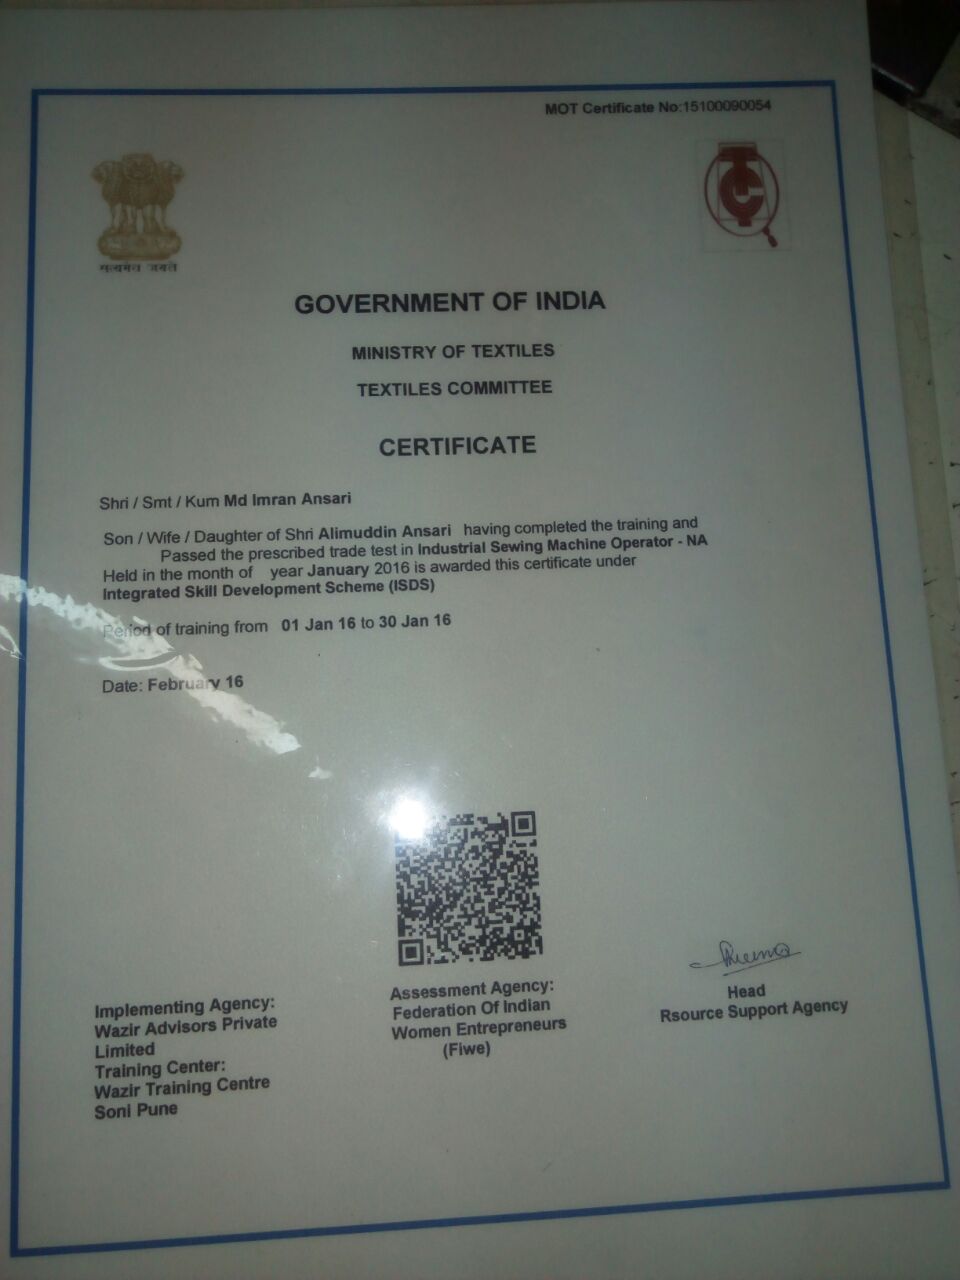 MOT Certificate No:15100090054
सत्यमेव जयते
GOVERNMENT OF INDIA
MINISTRY OF TEXTILES
TEXTILES COMMITTEE
CERTIFICATE
Shri / Smt / Kum Md Imran Ansari
Son / Wife / Daughter of Shri Alimuddin Ansari having completed the training and
Passed the prescribed trade test in Industrial Sewing Machine Operator - NA
Held in the month of year January 2016 is awarded this certificate under
Integrated Skill Development Scheme (ISDS)
Period of training from 01 Jan 16 to 30 Jan 16
Date: February 16
Implementing Agency:
Wazir Advisors Private
Limited
Training Center:
Wazir Training Centre
Soni Pune
Assessment Agency:
Federation Of Indian
Women Entrepreneurs
(Fiwe)
Head
Rsource Support Agency